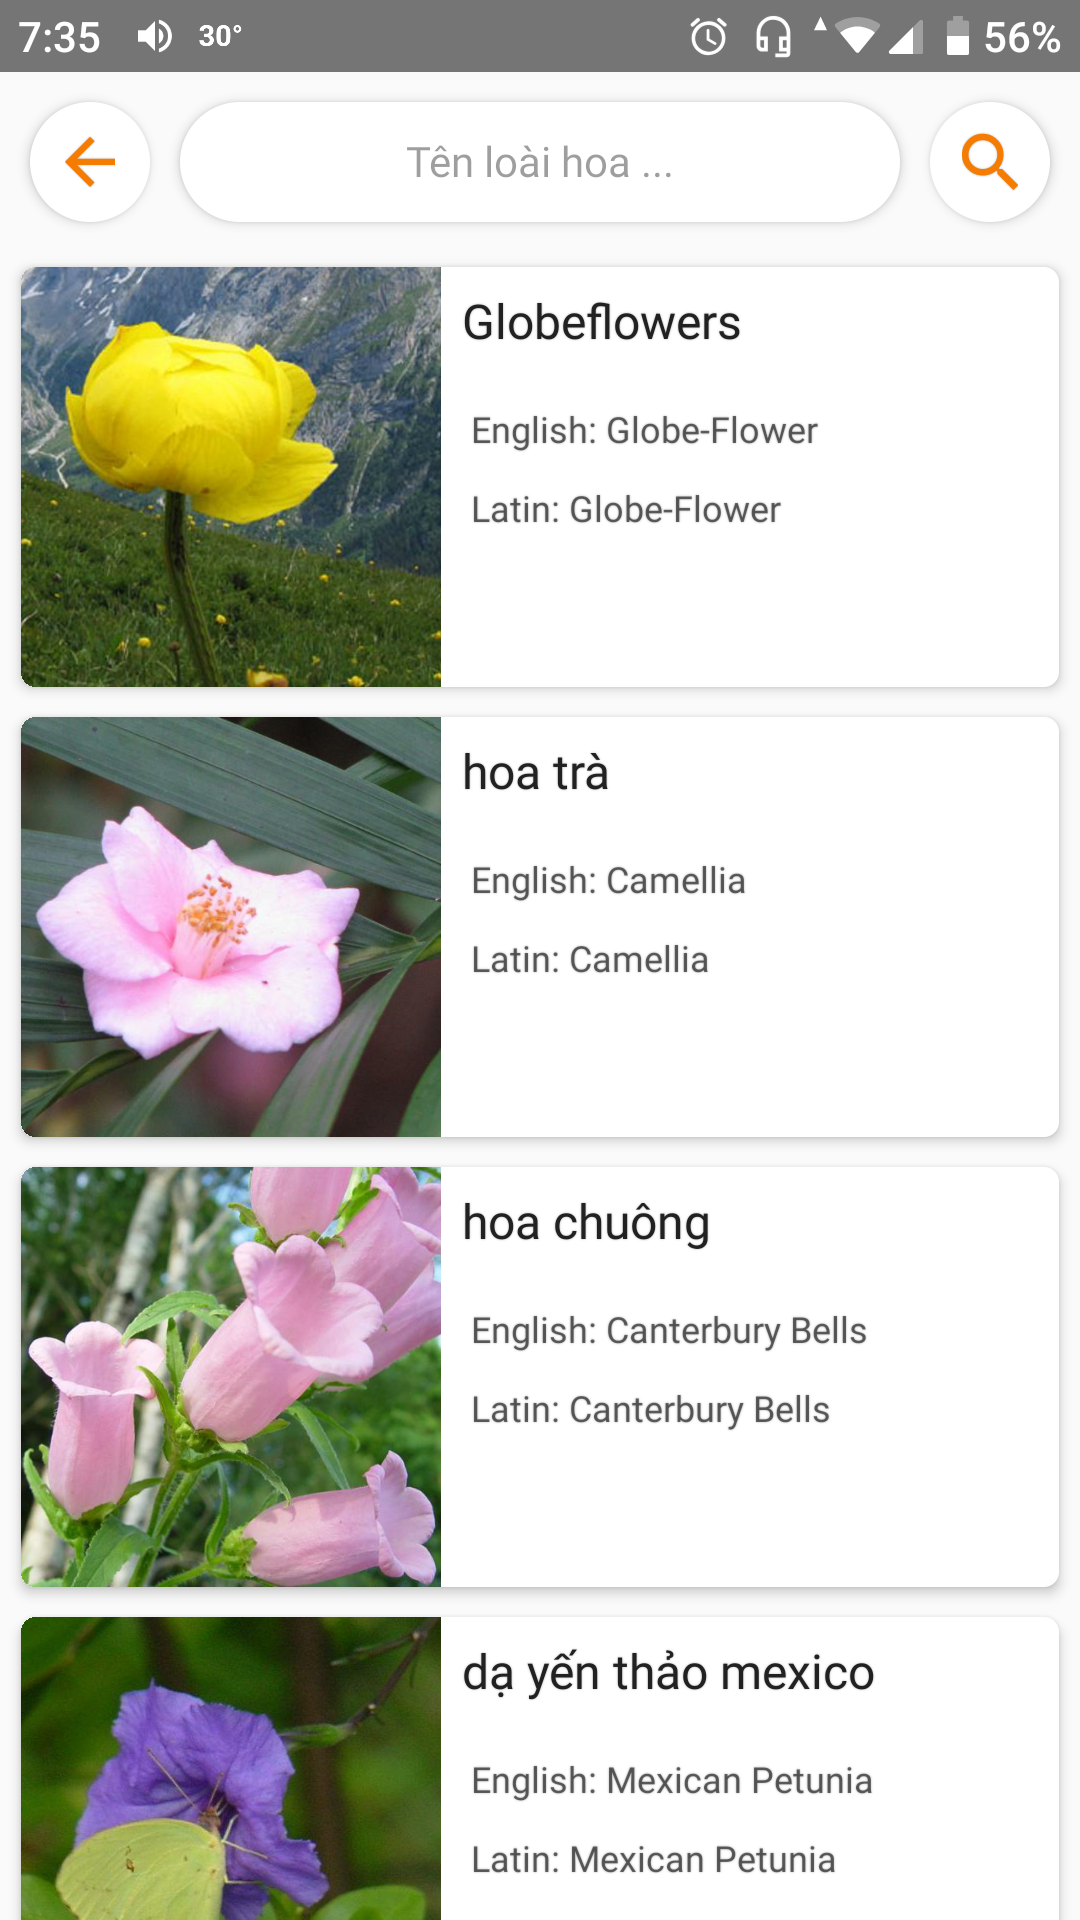 7:35 30° 56%
Tên loài hoa ...
Globeflowers
English: Globe-Flower
Latin: Globe-Flower
hoa trà
English: Camellia
Latin: Camellia
hoa chuông
English: Canterbury Bells
Latin: Canterbury Bells
dạ yến thảo mexico
English: Mexican Petunia
Latin: Mexican Petunia